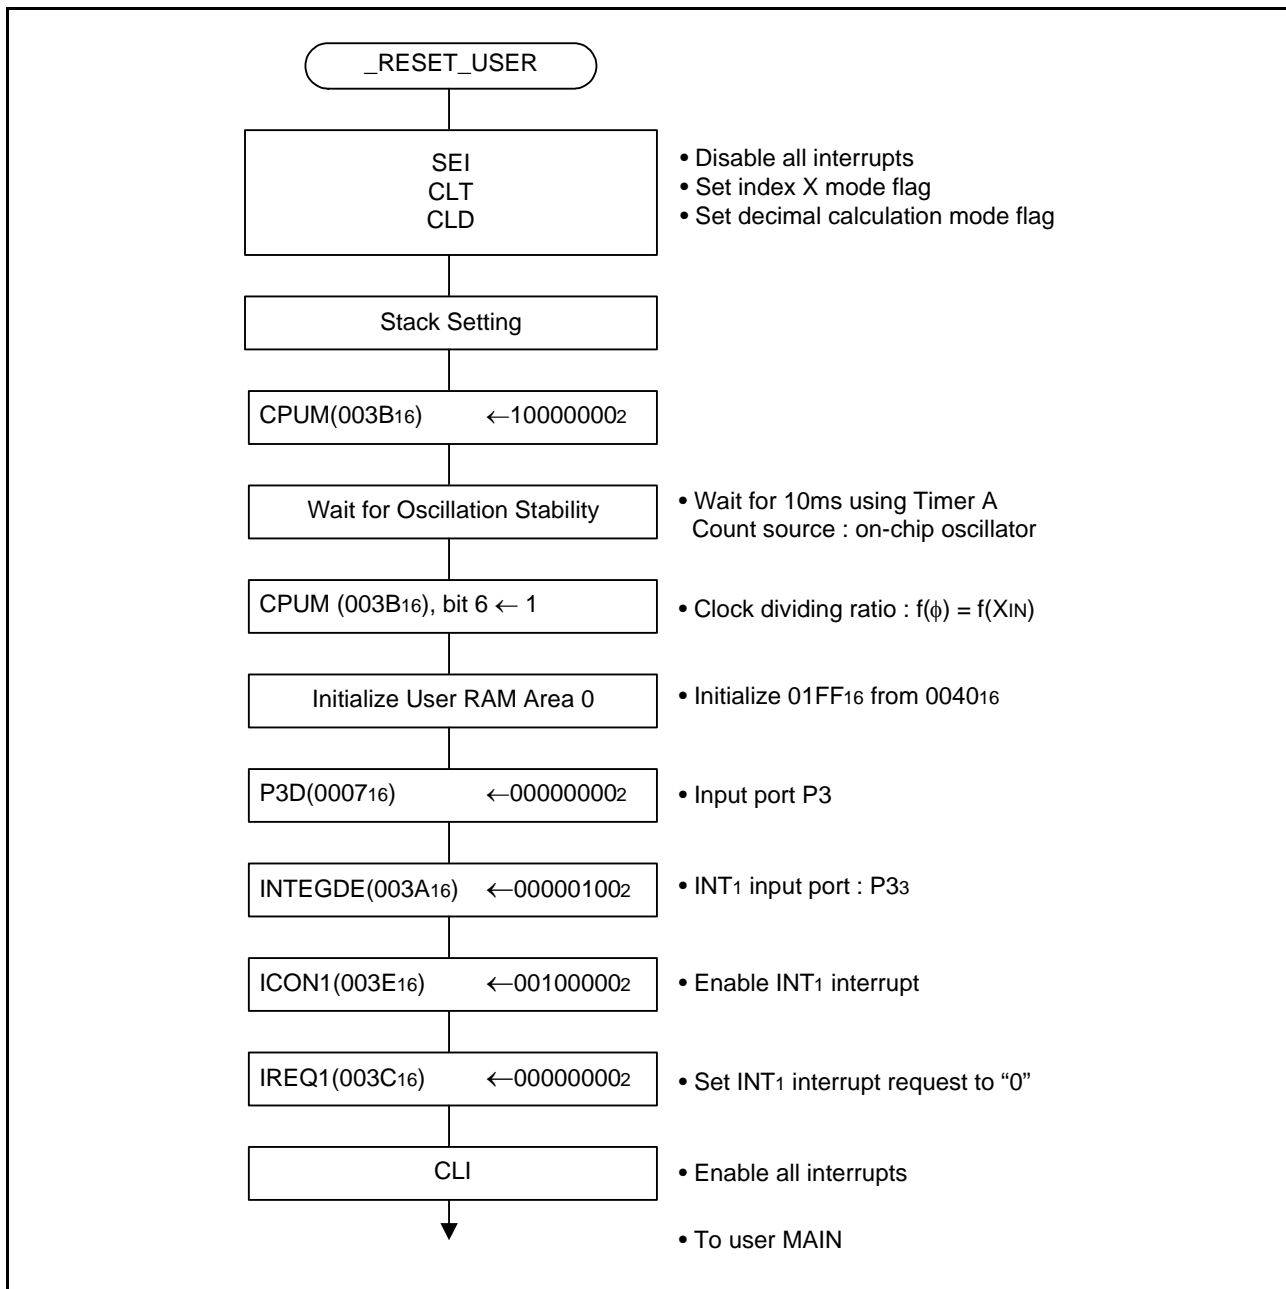 _RESET_USER
SEI
CLT
CLD
• Disable all interrupts
• Set index X mode flag
• Set decimal calculation mode flag
Stack Setting
CPUM(003B16) ←100000002
Wait for Oscillation Stability
• Wait for 10ms using Timer A
Count source : on-chip oscillator
CPUM (003B16), bit 6 ← 1
• Clock dividing ratio : f(ϕ) = f(XIN)
Initialize User RAM Area 0
• Initialize 01FF16 from 004016
P3D(000716) ←000000002
• Input port P3
INTEGDE(003A16) ←000001002
• INT1 input port : P33
ICON1(003E16) ←001000002
• Enable INT1 interrupt
IREQ1(003C16) ←000000002
• Set INT1 interrupt request to “0”
CLI
• Enable all interrupts
• To user MAIN